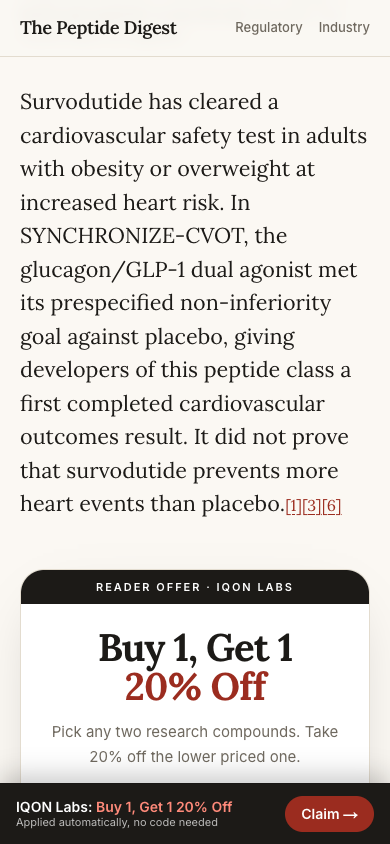 The Peptide Digest
Regulatory Industry
Survodutide has cleared a
cardiovascular safety test in adults
with obesity or overweight at
increased heart risk. In
SYNCHRONIZE-CVOT, the
glucagon/GLP-1 dual agonist met
its prespecified non-inferiority
goal against placebo, giving
developers of this peptide class a
first completed cardiovascular
outcomes result. It did not prove
that survodutide prevents more
heart events than placebo.[1][3][6]
READER OFFER · IQON LABS
Buy 1, Get 1
20% Off
Pick any two research compounds. Take
20% off the lower priced one.
IQON Labs: Buy 1, Get 1 20% Off
Applied automatically, no code needed
Claim →